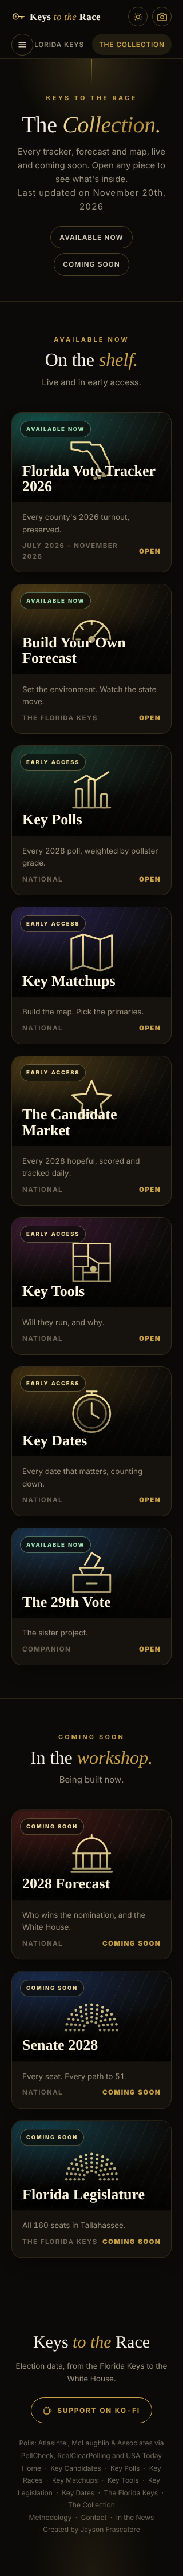 Keys to the Race
LORIDA KEYS
THE COLLECTION
KEYS TO THE RACE
The Collection.
Every tracker, forecast and map, live
and coming soon. Open any piece to
see what's inside.
Last updated on November 20th,
2026
AVAILABLE NOW
COMING SOON
AVAILABLE NOW
On the shelf.
Live and in early access.
AVAILABLE NOW
Florida Vote Tracker
2026
Every county's 2026 turnout,
preserved.
JULY 2026 – NOVEMBER
2026
OPEN
AVAILABLE NOW
Build Your Own
Forecast
Set the environment. Watch the state
move.
THE FLORIDA KEYS
OPEN
EARLY ACCESS
Key Polls
Every 2028 poll, weighted by pollster
grade.
NATIONAL
OPEN
EARLY ACCESS
Key Matchups
Build the map. Pick the primaries.
NATIONAL
OPEN
EARLY ACCESS
The Candidate
Market
Every 2028 hopeful, scored and
tracked daily.
NATIONAL
OPEN
EARLY ACCESS
Key Tools
Will they run, and why.
NATIONAL
OPEN
EARLY ACCESS
Key Dates
Every date that matters, counting
down.
NATIONAL
OPEN
AVAILABLE NOW
The 29th Vote
The sister project.
COMPANION
OPEN
COMING SOON
In the workshop.
Being built now.
COMING SOON
2028 Forecast
Who wins the nomination, and the
White House.
NATIONAL
COMING SOON
COMING SOON
Senate 2028
Every seat. Every path to 51.
NATIONAL
COMING SOON
COMING SOON
Florida Legislature
All 160 seats in Tallahassee.
THE FLORIDA KEYS
COMING SOON
Keys to the Race
Election data, from the Florida Keys to the
White House.
SUPPORT ON KO-FI
Polls: AtlasIntel, McLaughlin & Associates via
PollCheck, RealClearPolling and USA Today
Home · Key Candidates · Key Polls · Key
Races · Key Matchups · Key Tools · Key
Legislation · Key Dates · The Florida Keys ·
The Collection
Methodology · Contact · In the News
Created by Jayson Frascatore